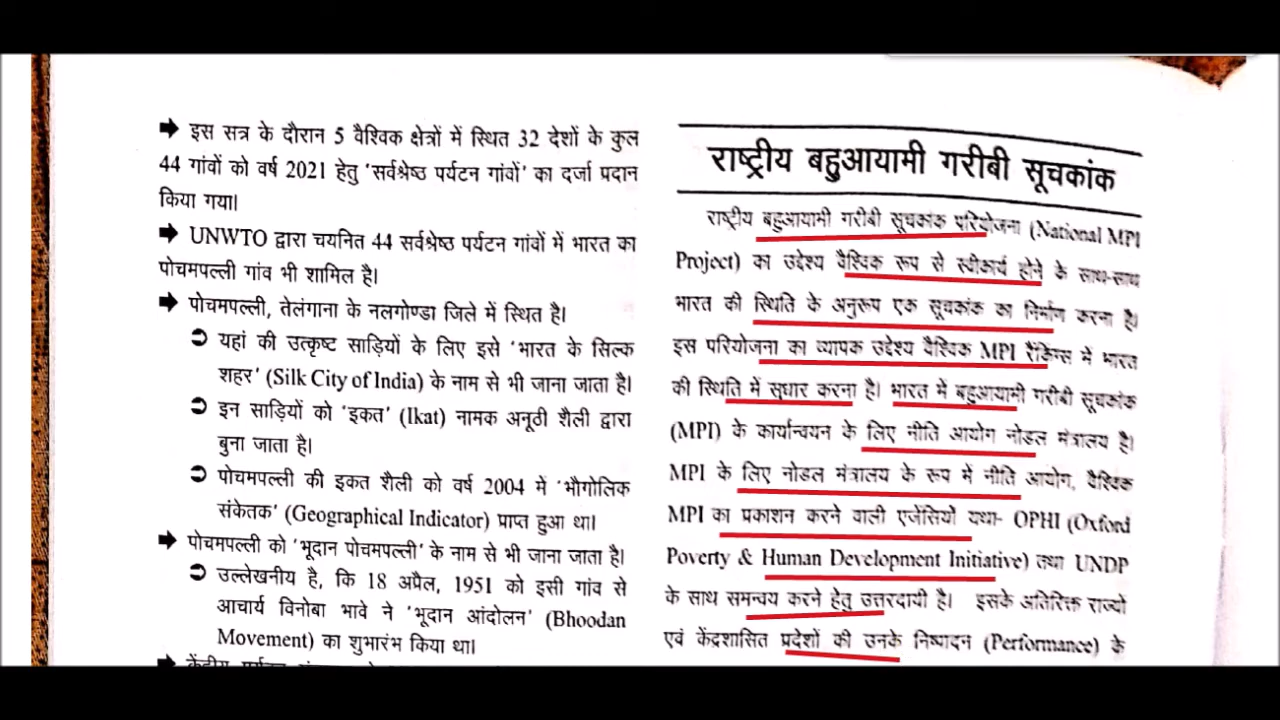 ➡ इस सत्र के दौरान 5 वैश्विक क्षेत्रों में स्थित 32 देशों के कुल
44 गांवों को वर्ष 2021 हेतु ‘सर्वश्रेष्ठ पर्यटन गांवों’ का दर्जा प्रदान
किया गया।
➡ UNWTO द्वारा चयनित 44 सर्वश्रेष्ठ पर्यटन गांवों में भारत का
पोचमपल्ली गांव भी शामिल है।
➡ पोचमपल्ली, तेलंगाना के नलगोण्डा जिले में स्थित है।
➲ यहां की उत्कृष्ट साड़ियों के लिए इसे ‘भारत के सिल्क
शहर’ (Silk City of India) के नाम से भी जाना जाता है।
➲ इन साड़ियों को ‘इकत’ (Ikat) नामक अनूठी शैली द्वारा
बुना जाता है।
➲ पोचमपल्ली की इकत शैली को वर्ष 2004 में ‘भौगोलिक
संकेतक’ (Geographical Indicator) प्राप्त हुआ था।
➡ पोचमपल्ली को ‘भूदान पोचमपल्ली’ के नाम से भी जाना जाता है।
➲ उल्लेखनीय है, कि 18 अप्रैल, 1951 को इसी गांव से
आचार्य विनोबा भावे ने ‘भूदान आंदोलन’ (Bhoodan
Movement) का शुभारंभ किया था।
राष्ट्रीय बहुआयामी गरीबी सूचकांक
राष्ट्रीय बहुआयामी गरीबी सूचकांक परियोजना (National MPI
Project) का उद्देश्य वैश्विक रूप से स्वीकार्य होने के साथ-साथ
भारत की स्थिति के अनुरूप एक सूचकांक का निर्माण करना है।
इस परियोजना का व्यापक उद्देश्य वैश्विक MPI रैंकिंग्स में भारत
की स्थिति में सुधार करना है। भारत में बहुआयामी गरीबी सूचकांक
(MPI) के कार्यान्वयन के लिए नीति आयोग नोडल मंत्रालय है।
MPI के लिए नोडल मंत्रालय के रूप में नीति आयोग, वैश्विक
MPI का प्रकाशन करने वाली एजेंसियों यथा- OPHI (Oxford
Poverty & Human Development Initiative) तथा UNDP
के साथ समन्वय करने हेतु उत्तरदायी है। इसके अतिरिक्त राज्यों
एवं केंद्रशासित प्रदेशों की उनके निष्पादन (Performance) के